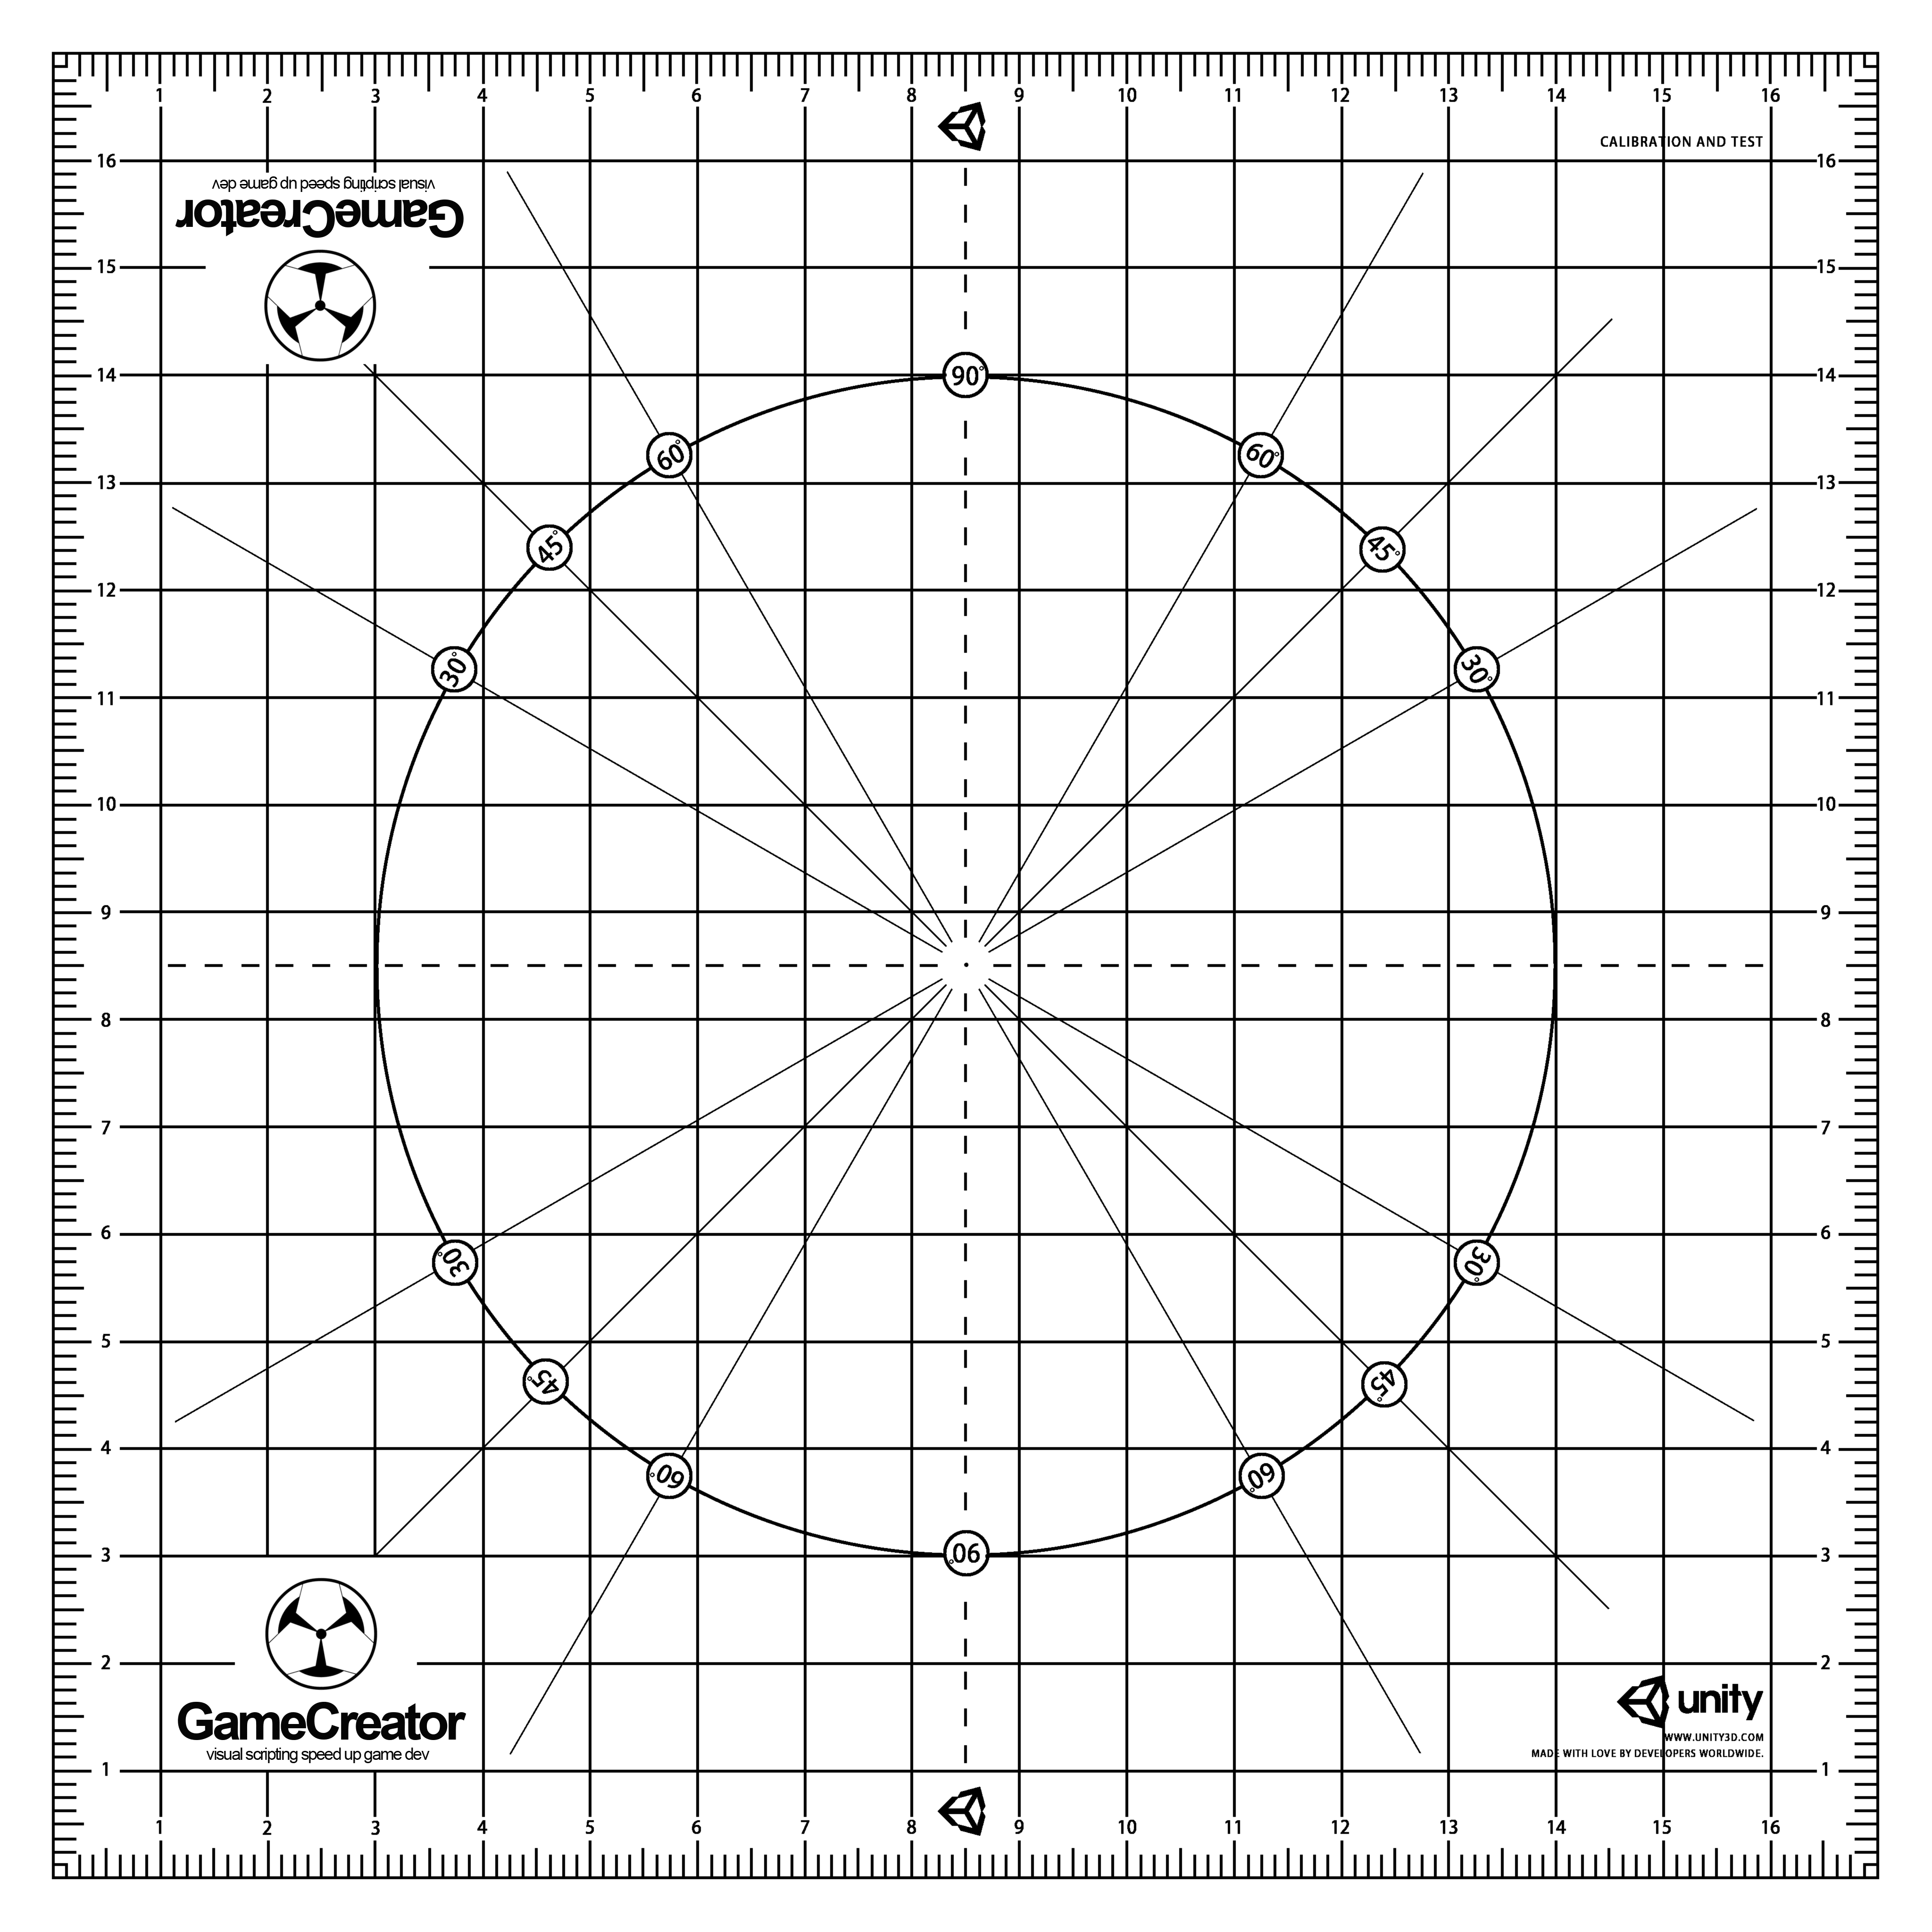 1 2 3 4 5 6 7 8 9 10 11 12 13 14 15 16
CALIBRATION AND TEST
16 16
visual scripting speed up game dev
GameCreator
15 15
14 90° 14
60° 60°
13 13
45° 45°
12 12
30° 30°
11 11
10 10
9 9
8 8
7 7
6 6
30° 30°
5 5
45° 45°
4 4
60° 60°
3 90° 3
2 2
unity
GameCreator
WWW.UNITY3D.COM
visual scripting speed up game dev
MADE WITH LOVE BY DEVELOPERS WORLDWIDE.
1 1
1 2 3 4 5 6 7 8 9 10 11 12 13 14 15 16